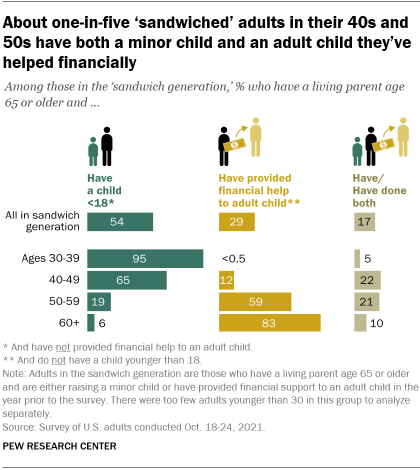 About one-in-five ‘sandwiched’ adults in their 40s and
50s have both a minor child and an adult child they’ve
helped financially
Among those in the ‘sandwich generation,’ % who have a living parent age
65 or older and ...
Have
a child
<18*
Have provided
financial help
to adult child**
Have/
Have done
both
All in sandwich
generation
54
29
17
Ages 30-39
95
<0.5
5
40-49
65
12
22
50-59
19
59
21
60+
6
83
10
* And have not provided financial help to an adult child.
** And do not have a child younger than 18.
Note: Adults in the sandwich generation are those who have a living parent age 65 or older
and are either raising a minor child or have provided financial support to an adult child in the
year prior to the survey. There were too few adults younger than 30 in this group to analyze
separately.
Source: Survey of U.S. adults conducted Oct. 18-24, 2021.
PEW RESEARCH CENTER